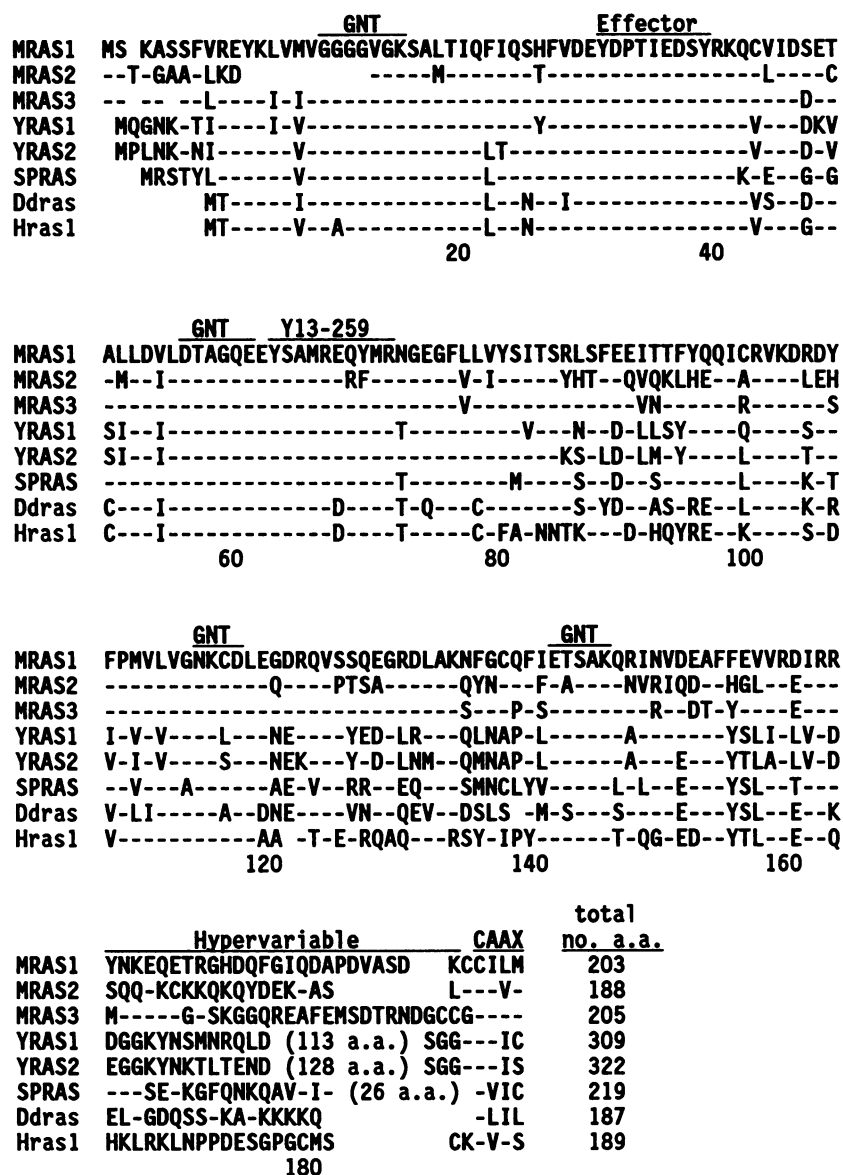 GNT Effector
MRAS1 MS KASSFVREYKLVMVGGGGVGKSALTIQFIQSHFVDEYDPTIEDSYRKQCVIDSET
MRAS2 --T-GAA-LKD -----M-------T-----------------L----C
MRAS3 -- -- ---L----I-I---------------------------------------D--
YRAS1 MQGNK-TI----I-V------------------Y----------------V---DKV
YRAS2 MPLNK-NI------V--------------LT-------------------V---D-V
SPRAS MRSTYL------V--------------L-------------------K-E--G-G
Ddras MT-----I------------------L--N--I--------------VS--D--
Hras1 MT-----V--A-----------L--N-----------------V---G--
20 40
GNT Y13-259
MRAS1 ALLDVLDTAGQEEYSAMREQYMRNGEGFLLVYSITSRLSFEEITTFYQQICRVKDRDY
MRAS2 -M--I--------------RF-------V-I-----YHT--QVQKLHE--A----LEH
MRAS3 ----------------------------V-------------VN-----R--------S
YRAS1 SI--I------------------T---------V---N--D-LLSY---Q----S--
YRAS2 SI--I-------------------------------KS-LD-LM-Y----L----T--
SPRAS -----------------------T--------M----S--D--S------L----K-T
Ddras C---I-------------D----T-Q---C-------S-YD--AS-RE--L----K-R
Hras1 C---I-------------D----T-----C-FA-NNTK---D-HQYRE--K----S-D
60 80 100
GNT GNT
MRAS1 FPMVLVGNKCDLEGDRQVSSQEGRDLAKNFGCQFIETSAKQRINVDEAFFEVVRDIRR
MRAS2 -------------Q----PTSA------QYN---F-A----NVRIQD--HGL--E---
MRAS3 ----------------------------S---P-S--------R--DT-Y----E---
YRAS1 I-V-V----L---NE----YED-LR---QLNAP-L------A-------YSLI-LV-D
YRAS2 V-I-V----S---NEK---Y-D-LNM--QMNAP-L------A---E---YTLA-LV-D
SPRAS --V---A------AE-V--RR--EQ---SMNCLYV-----L-L--E---YSL--T---
Ddras V-LI-----A--DNE----VN--QEV--DSLS -M-S---S----E---YSL--E--K
Hras1 V-----------AA -T-E-RQAQ---RSY-IPY------T-QG-ED--YTL--E--Q
120 140 160
total
Hypervariable CAAX no. a.a.
MRAS1 YNKEQETRGHDQFGIQDAPDVASD KCCILM 203
MRAS2 SQQ-KCKKQKQYDEK-AS L---V- 188
MRAS3 M-----G-SKGGQREAFEMSDTRNDGCCG---- 205
YRAS1 DGGKYNSMNRQLD (113 a.a.) SGG---IC 309
YRAS2 EGGKYNKTLTEND (128 a.a.) SGG---IS 322
SPRAS ---SE-KGFQNKQAV-I- (26 a.a.) -VIC 219
Ddras EL-GDQSS-KA-KKKKQ -LIL 187
Hras1 HKLRKLNPPDESGPGCMS CK-V-S 189
180